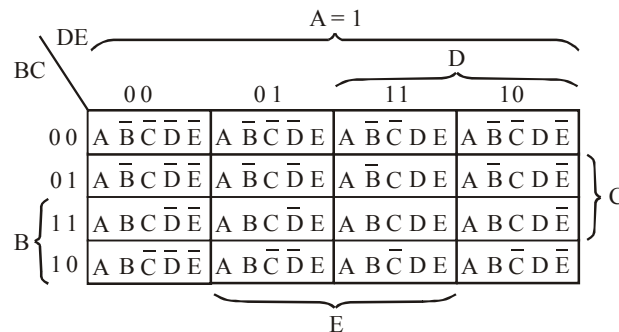 A = 1
DE
BC
D
00 01 11 10
00 A B̅ C̅ D̅ E̅ A B̅ C̅ D̅ E A B̅ C̅ D E A B̅ C̅ D E̅
01 A B̅ C̅ D̅ E̅ A B̅ C̅ D̅ E A B̅ C D E A B̅ C̅ D E̅
C
B
11 A B C D̅ E̅ A B C D̅ E A B C D E A B C D E̅
10 A B C̅ D̅ E̅ A B C̅ D̅ E A B C̅ D E A B C̅ D E̅
E